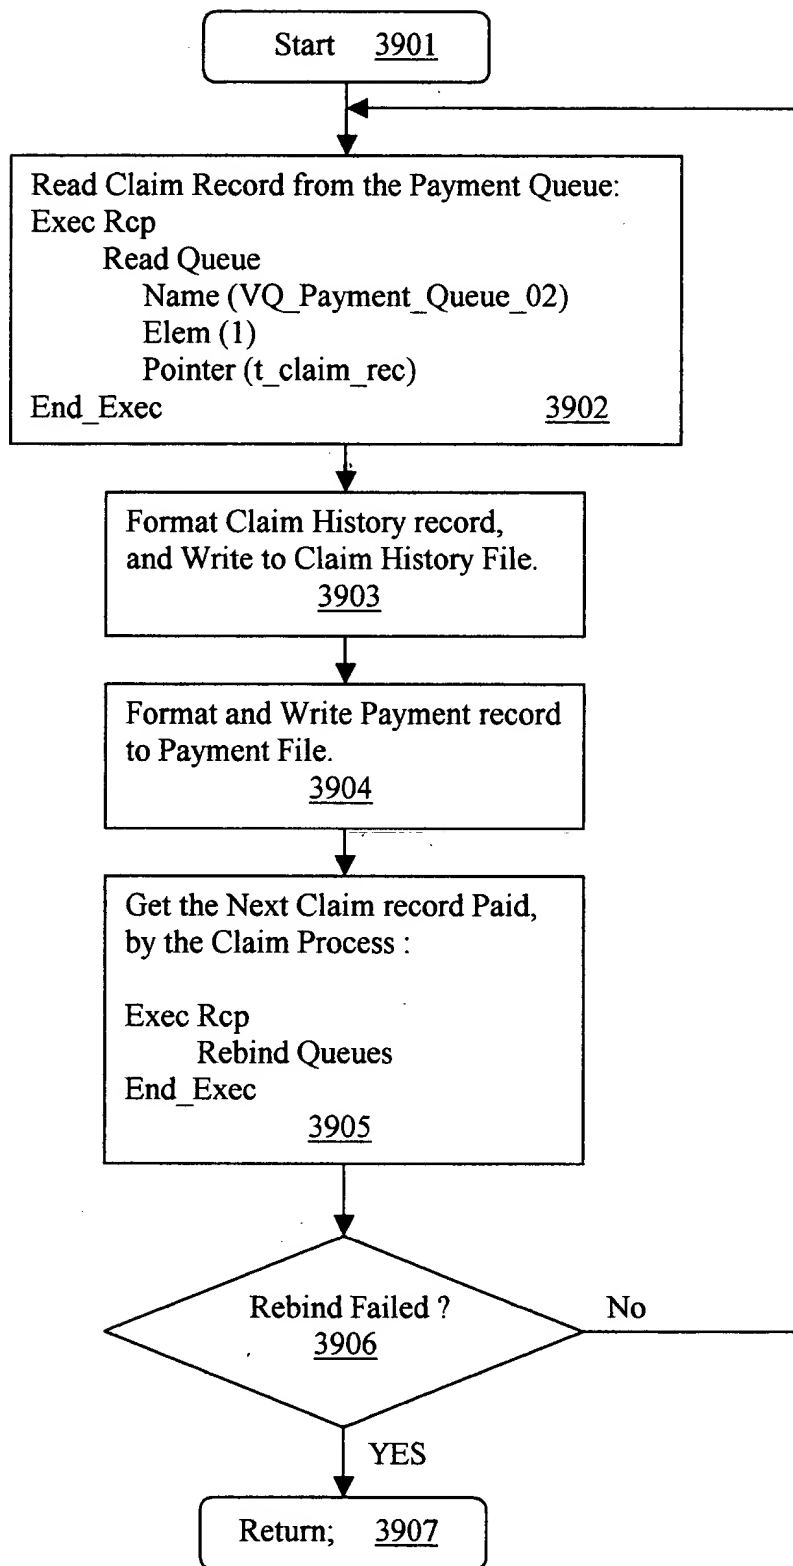 Start 3901
Read Claim Record from the Payment Queue:
Exec Rcp
Read Queue
Name (VQ_Payment_Queue_02)
Elem (1)
Pointer (t_claim_rec)
End_Exec 3902
Format Claim History record,
and Write to Claim History File.
3903
Format and Write Payment record
to Payment File.
3904
Get the Next Claim record Paid,
by the Claim Process :
Exec Rcp
Rebind Queues
End_Exec
3905
Rebind Failed ?
3906
No
YES
Return; 3907